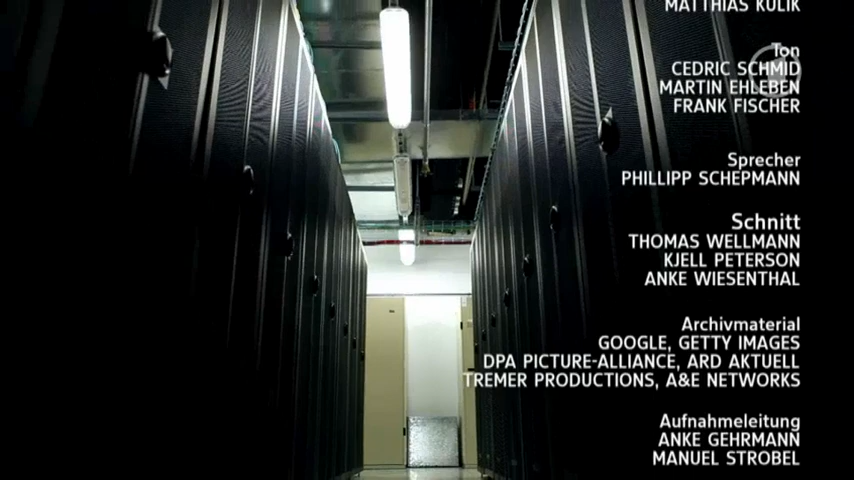 MATTHIAS KULIK
Ton
CEDRIC SCHMID
MARTIN EHLEBEN
FRANK FISCHER
Sprecher
PHILLIPP SCHEPMANN
Schnitt
THOMAS WELLMANN
KJELL PETERSON
ANKE WIESENTHAL
Archivmaterial
GOOGLE, GETTY IMAGES
DPA PICTURE-ALLIANCE, ARD AKTUELL
TREMER PRODUCTIONS, A&E NETWORKS
Aufnahmeleitung
ANKE GEHRMANN
MANUEL STROBEL